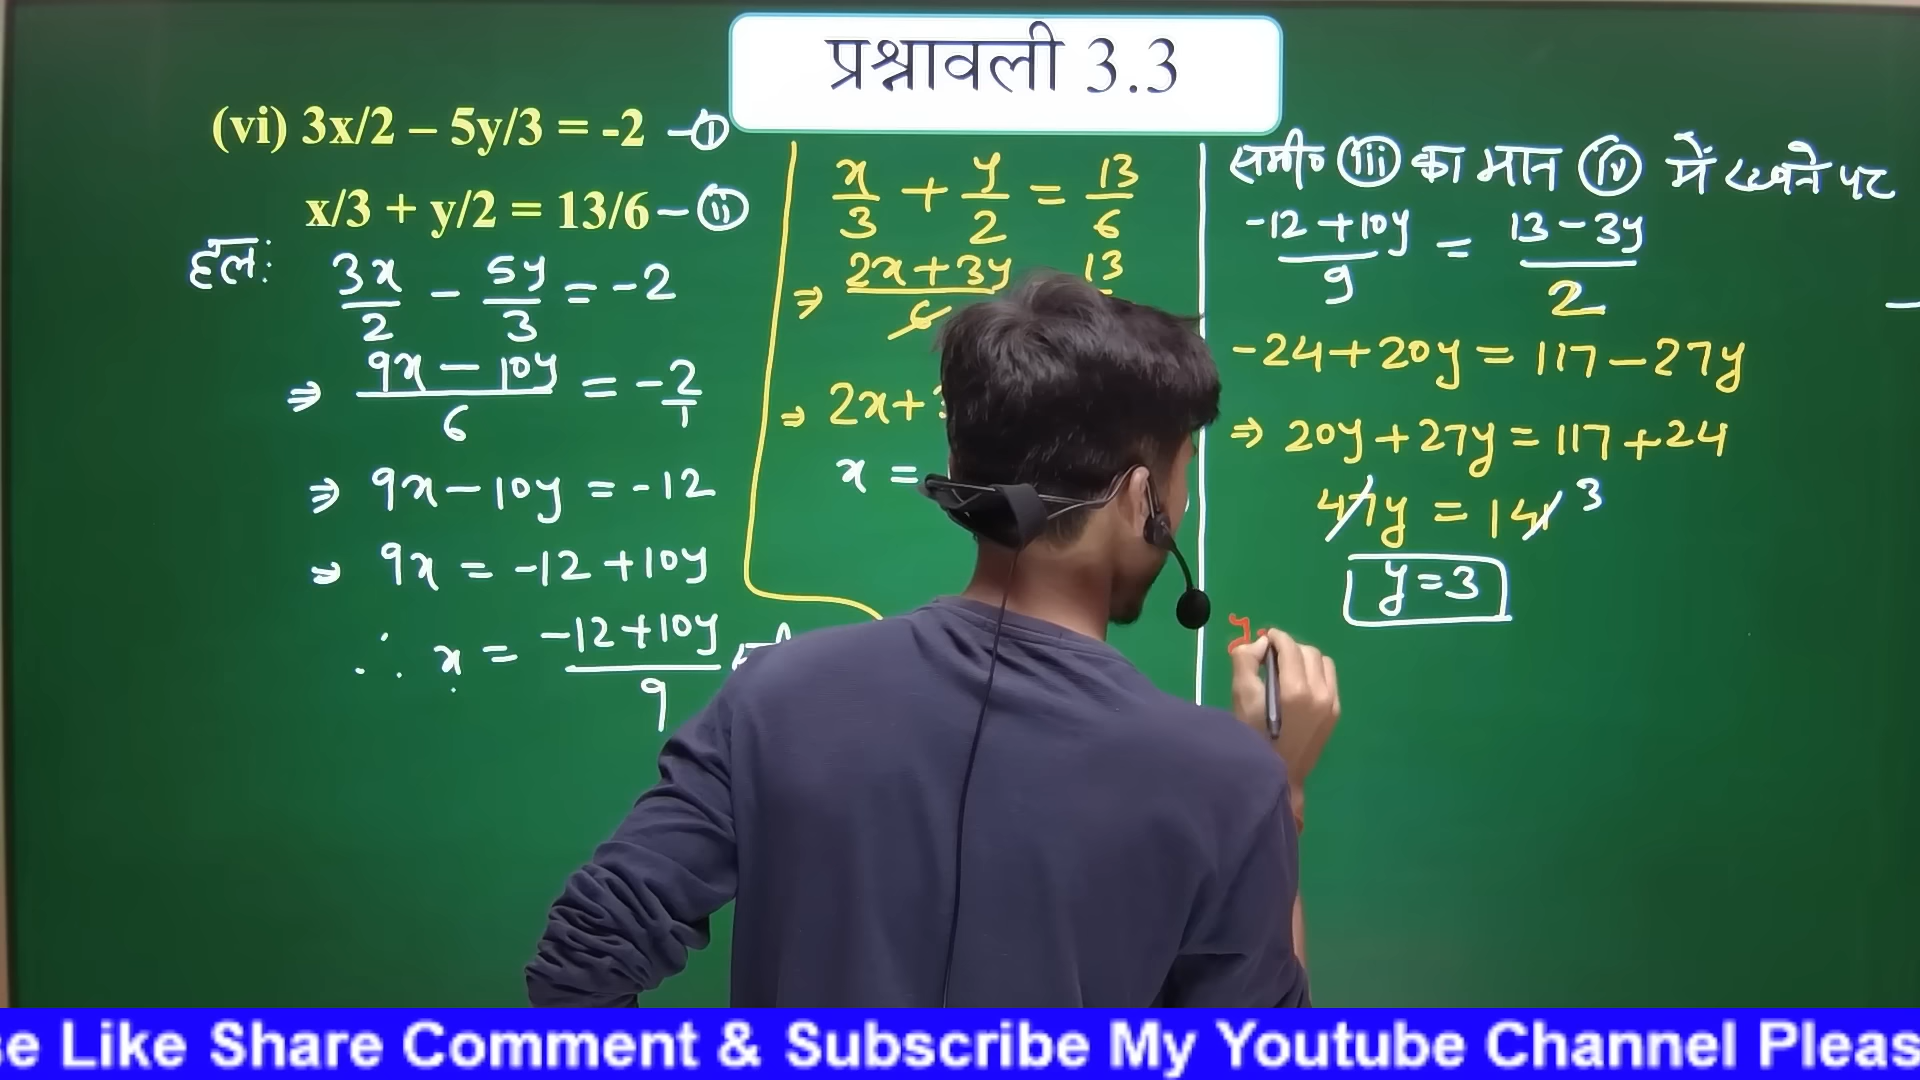 प्रश्नावली 3.3
(vi) 3x/2 – 5y/3 = -2 — (i)
x/3 + y/2 = 13/6 — (ii)
हल:
3x/2 - 5y/3 = -2
⇒ (9x - 10y)/6 = -2/1
⇒ 9x - 10y = -12
⇒ 9x = -12 + 10y
∴ x = (-12 + 10y)/9
x/3 + y/2 = 13/6
⇒ (2x + 3y)/6 13
⇒ 2x +
x =
समी० (iii) का मान (iv) में रखने पर
(-12 + 10y)/9 = (13 - 3y)/2
-24 + 20y = 117 - 27y
⇒ 20y + 27y = 117 + 24
47y = 141 3
y = 3
y
se Like Share Comment & Subscribe My Youtube Channel Pleas